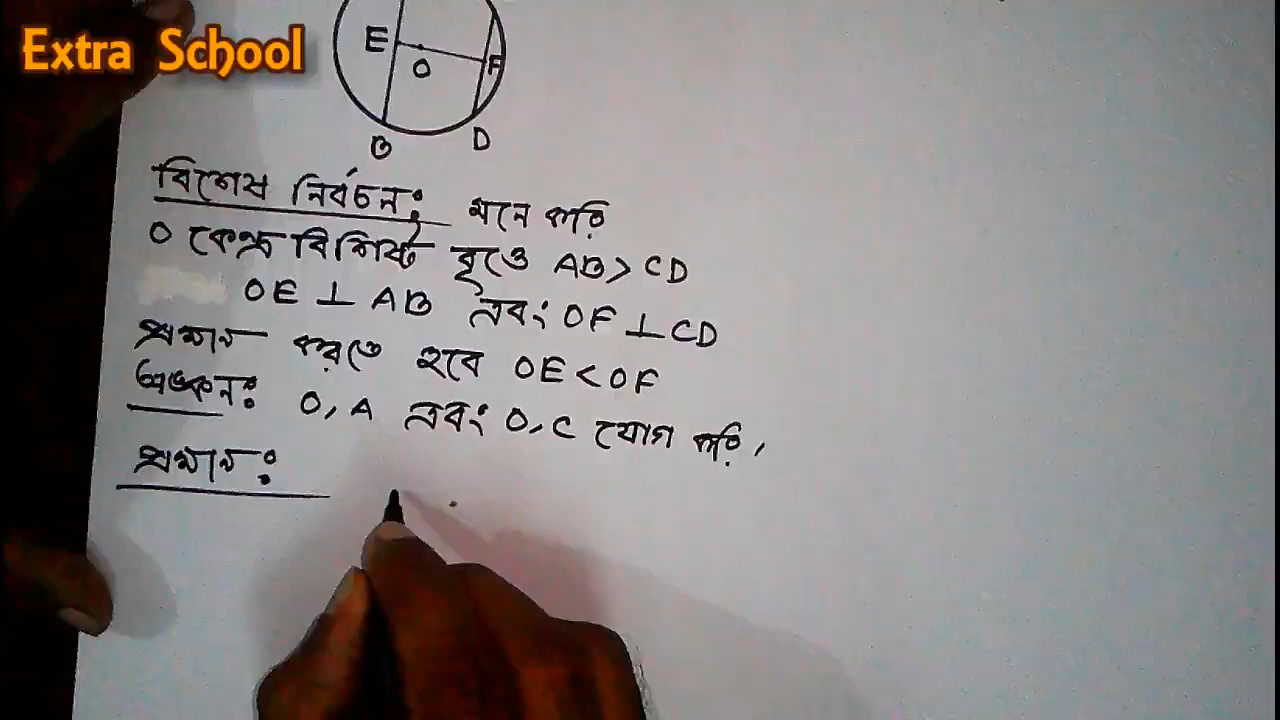 Extra School
E
O
F
B
D
বিশেষ নির্বচন: মনে করি
O কেন্দ্র বিশিষ্ট বৃত্তে AB > CD
OE ⊥ AB এবং OF ⊥ CD
প্রমান করতে হবে OE < OF
অঙ্কন: O, A এবং O, C যোগ করি,
প্রমান: